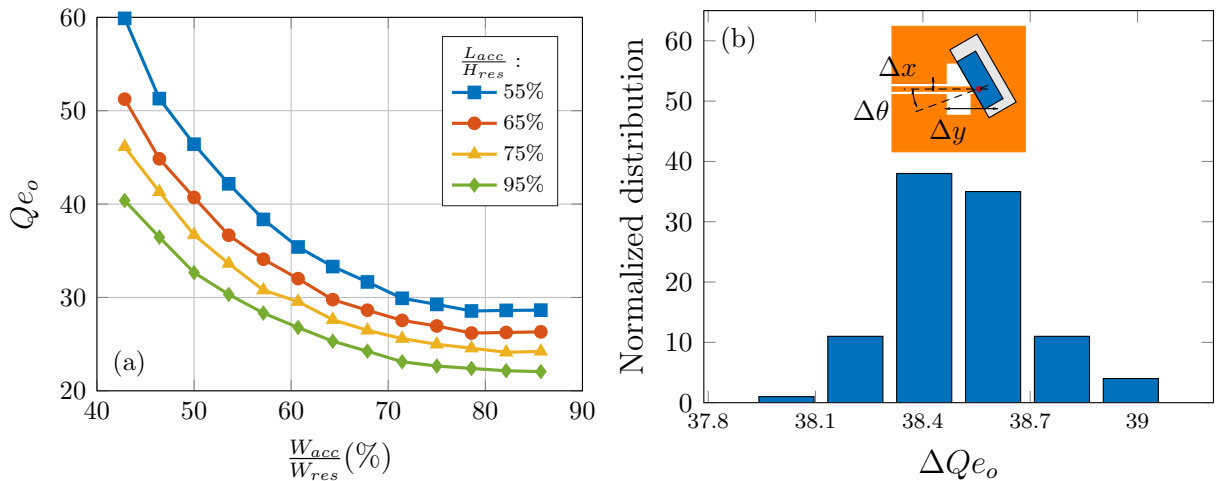 60
50
40
30
20
40
50
60
70
80
90
Qe_o
W_acc/W_res(%)
(a)
L_acc/H_res :
55%
65%
75%
95%
(b)
60
50
40
30
20
10
0
37.8
38.1
38.4
38.7
39
Normalized distribution
ΔQe_o
Δx
Δθ
Δy